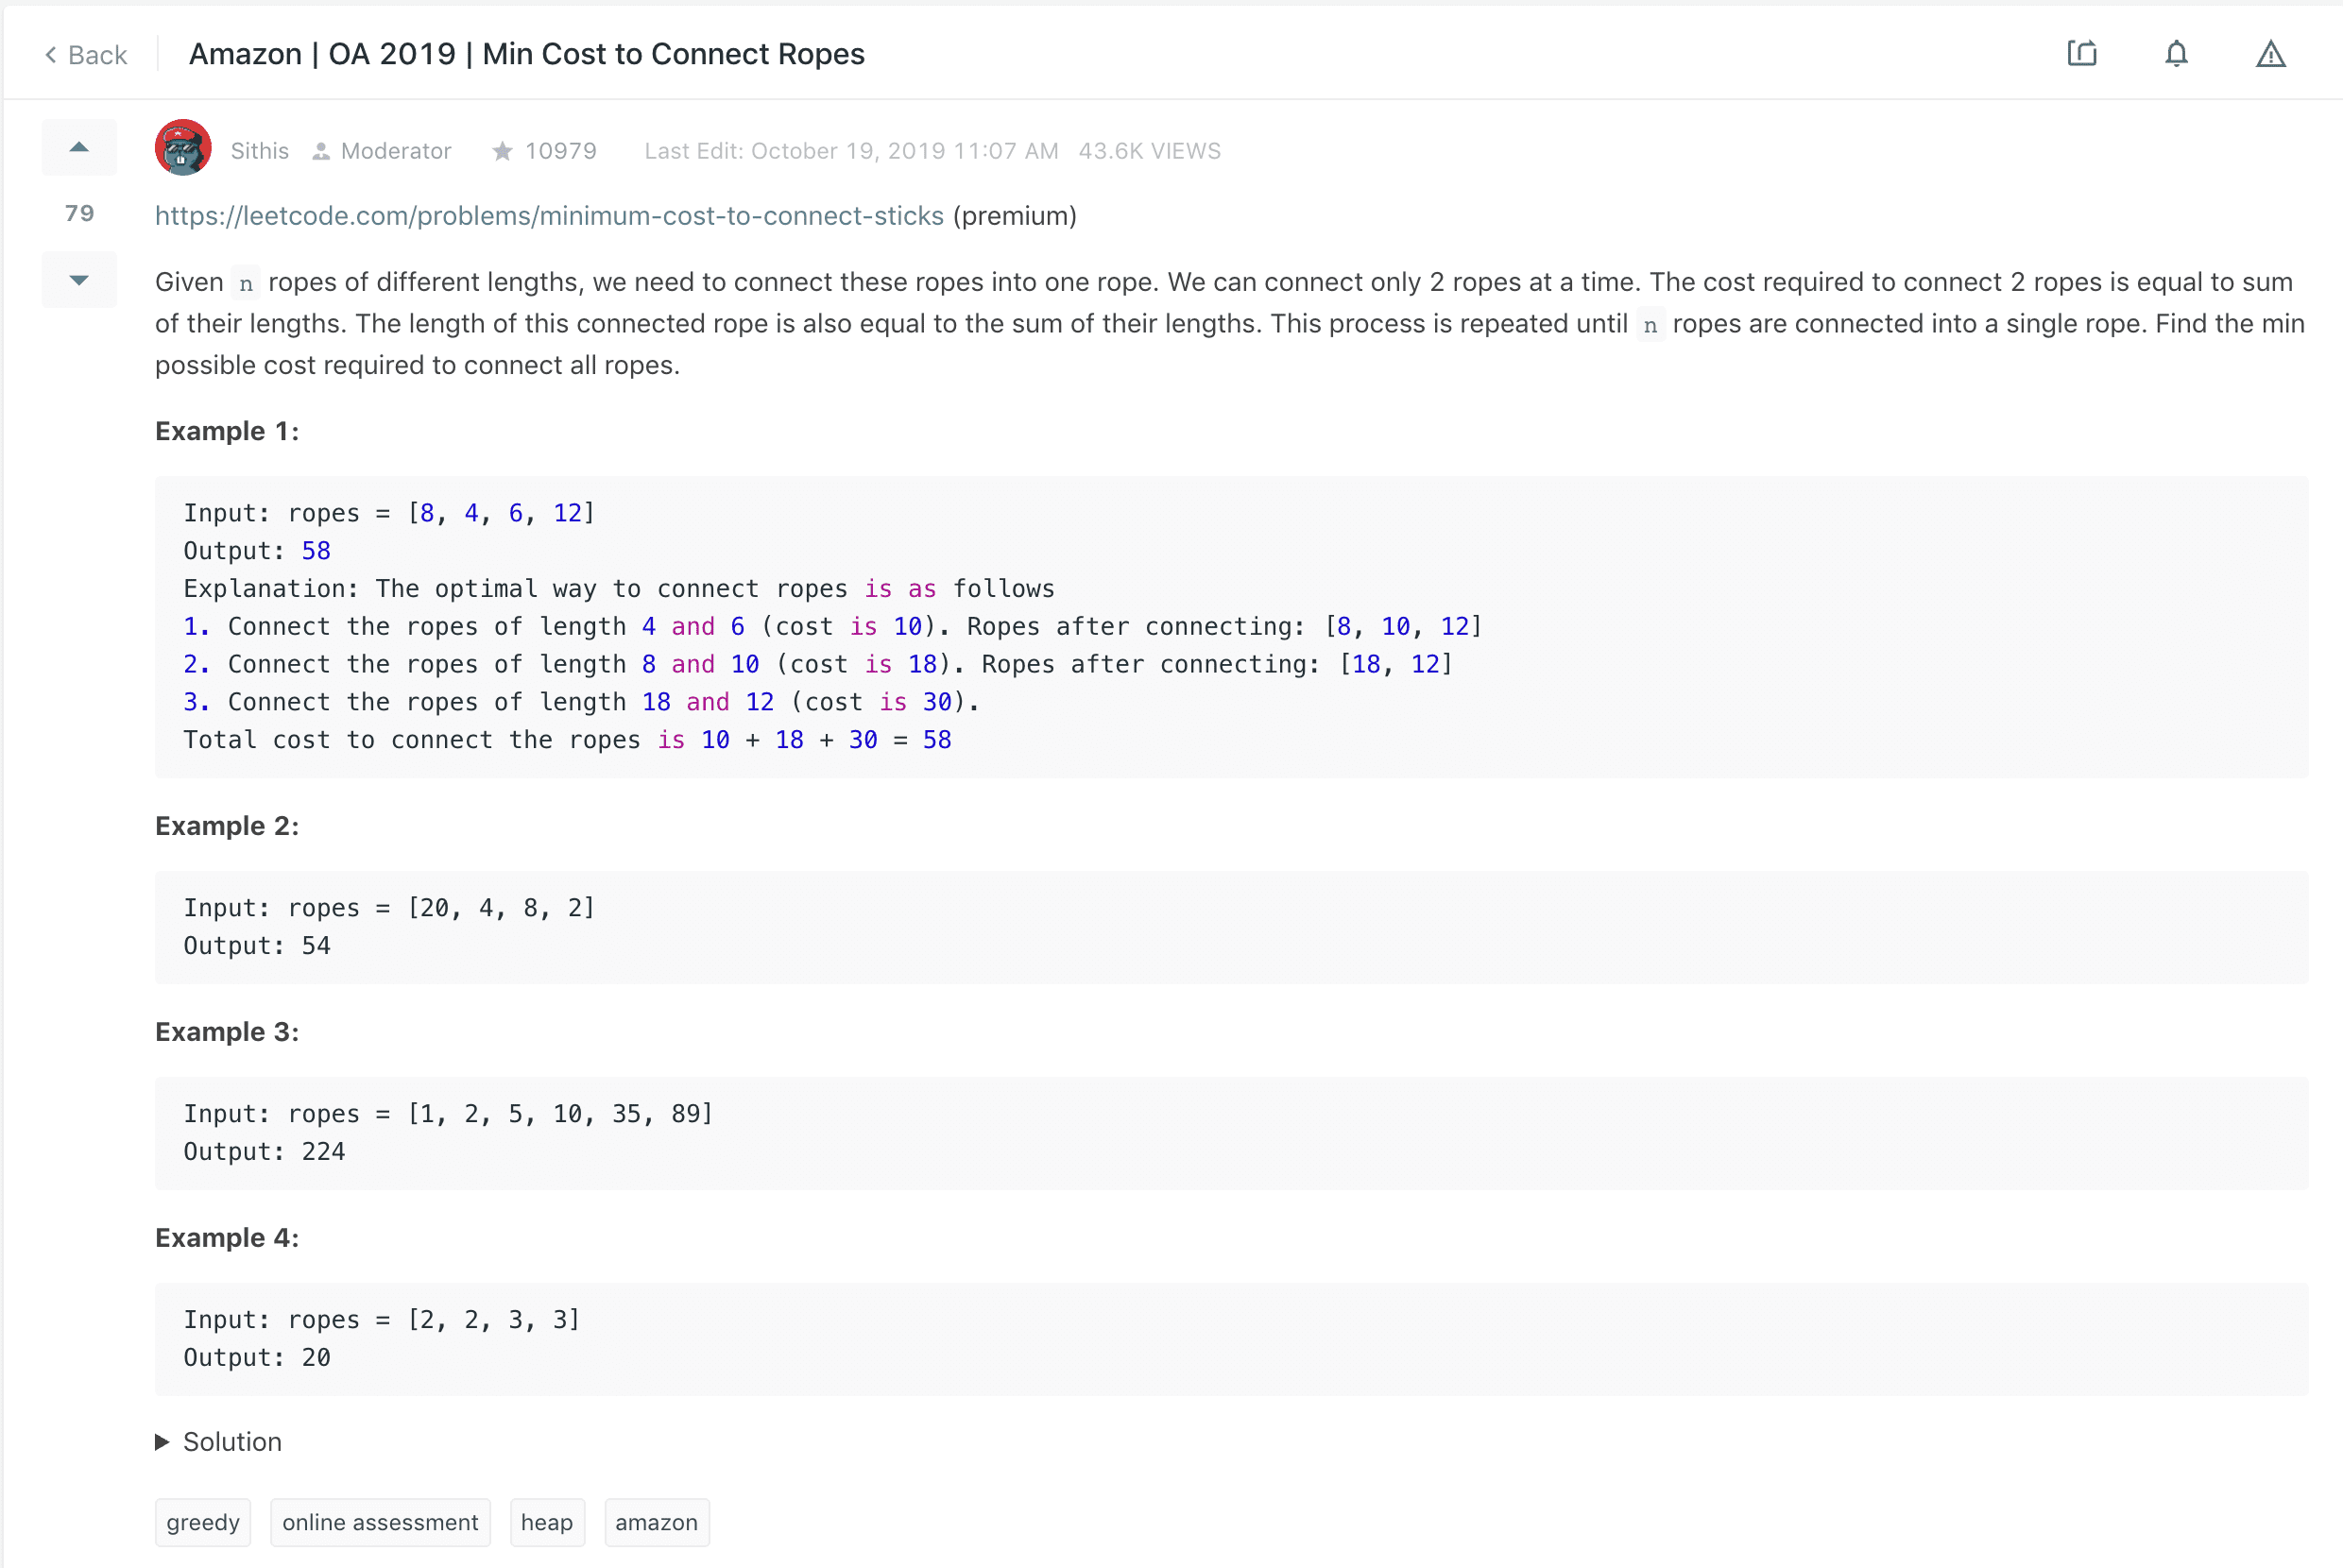 Back
Amazon | OA 2019 | Min Cost to Connect Ropes
Sithis Moderator 10979 Last Edit: October 19, 2019 11:07 AM 43.6K VIEWS
79
https://leetcode.com/problems/minimum-cost-to-connect-sticks (premium)
Given n ropes of different lengths, we need to connect these ropes into one rope. We can connect only 2 ropes at a time. The cost required to connect 2 ropes is equal to sum
of their lengths. The length of this connected rope is also equal to the sum of their lengths. This process is repeated until n ropes are connected into a single rope. Find the min
possible cost required to connect all ropes.
Example 1:
Input: ropes = [8, 4, 6, 12]
Output: 58
Explanation: The optimal way to connect ropes is as follows
1. Connect the ropes of length 4 and 6 (cost is 10). Ropes after connecting: [8, 10, 12]
2. Connect the ropes of length 8 and 10 (cost is 18). Ropes after connecting: [18, 12]
3. Connect the ropes of length 18 and 12 (cost is 30).
Total cost to connect the ropes is 10 + 18 + 30 = 58
Example 2:
Input: ropes = [20, 4, 8, 2]
Output: 54
Example 3:
Input: ropes = [1, 2, 5, 10, 35, 89]
Output: 224
Example 4:
Input: ropes = [2, 2, 3, 3]
Output: 20
Solution
greedy online assessment heap amazon